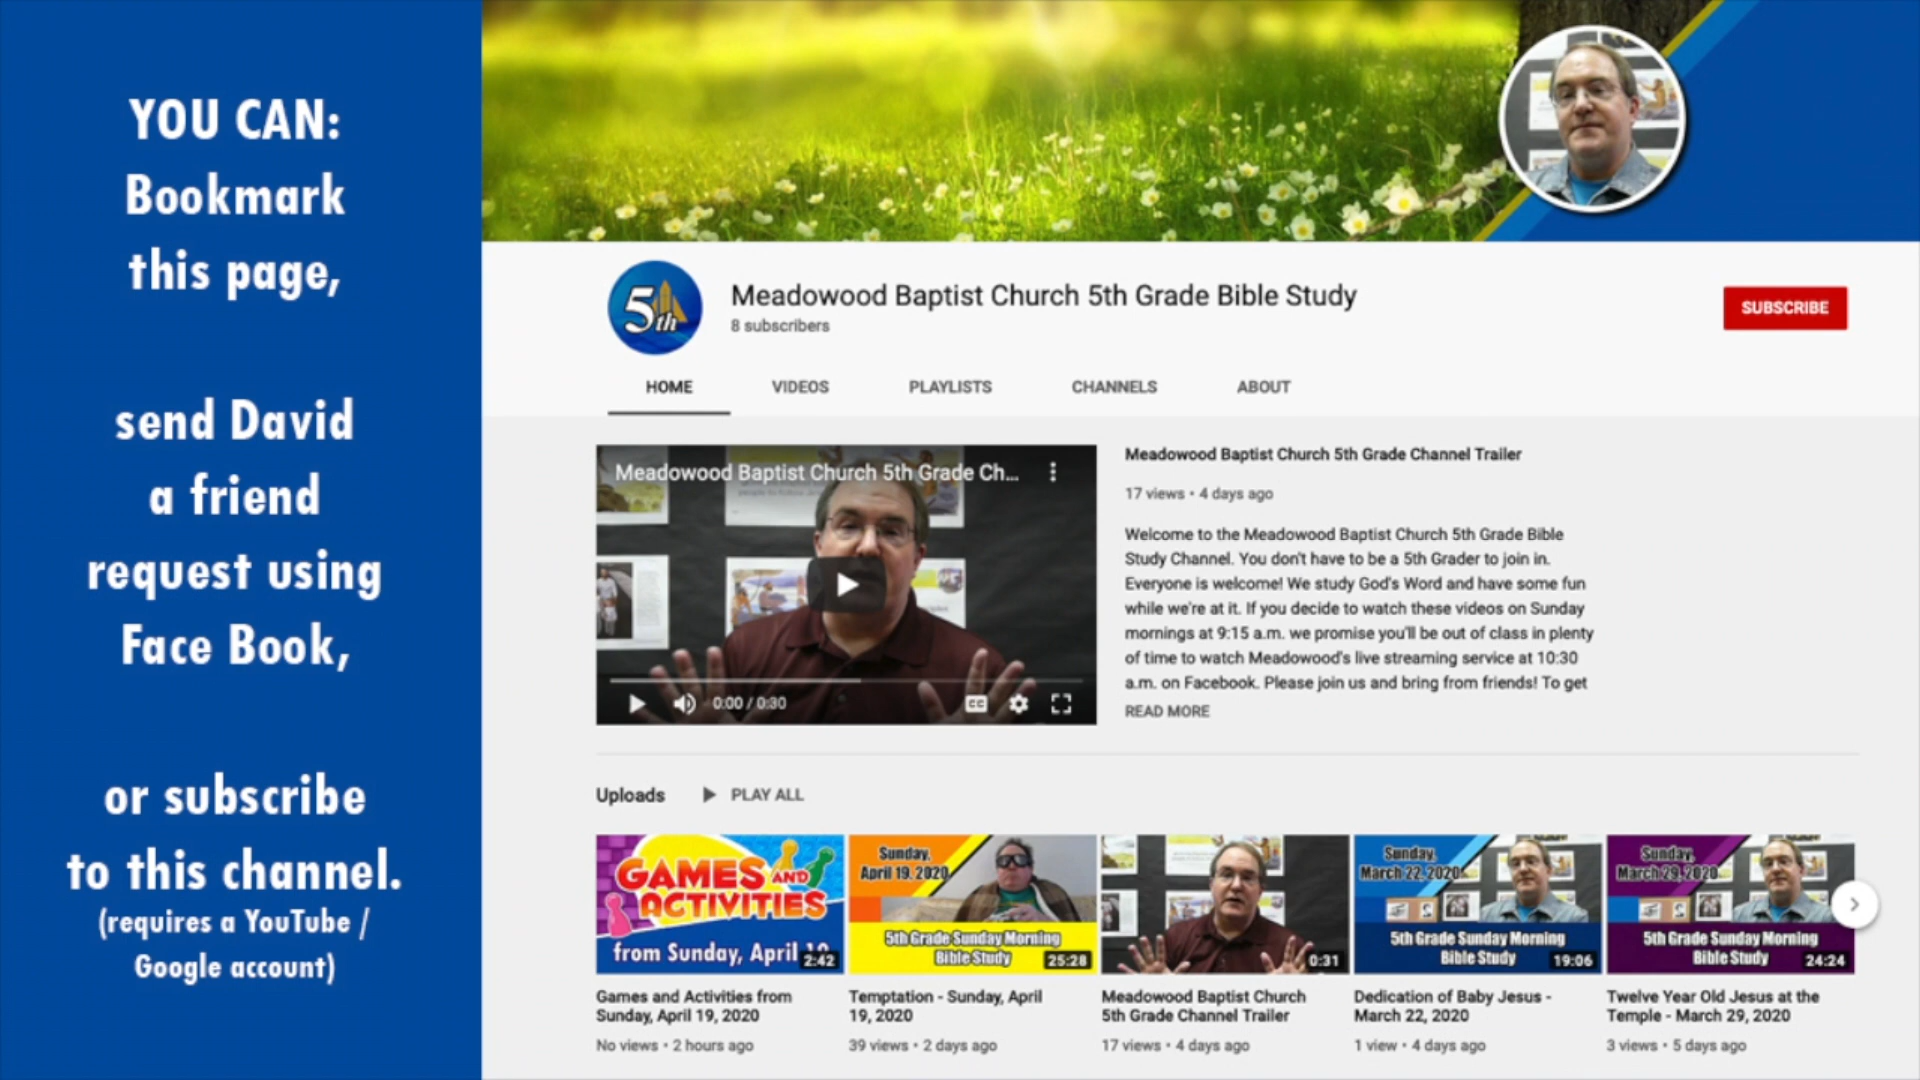 YOU CAN:
Bookmark
this page,
send David
a friend
request using
Face Book,
or subscribe
to this channel.
(requires a YouTube /
Google account)
5th
Meadowood Baptist Church 5th Grade Bible Study
8 subscribers
SUBSCRIBE
HOME VIDEOS PLAYLISTS CHANNELS ABOUT
Meadowood Baptist Church 5th Grade Ch...
0:00 / 0:30
CC
Meadowood Baptist Church 5th Grade Channel Trailer
17 views • 4 days ago
Welcome to the Meadowood Baptist Church 5th Grade Bible
Study Channel. You don't have to be a 5th Grader to join in.
Everyone is welcome! We study God's Word and have some fun
while we're at it. If you decide to watch these videos on Sunday
mornings at 9:15 a.m. we promise you'll be out of class in plenty
of time to watch Meadowood's live streaming service at 10:30
a.m. on Facebook. Please join us and bring from friends! To get
READ MORE
Uploads PLAY ALL
GAMES AND
ACTIVITIES
from Sunday, April
2:42
Games and Activities from
Sunday, April 19, 2020
No views • 2 hours ago
Sunday,
April 19, 2020
5th Grade Sunday Morning
Bible Study
25:28
Temptation - Sunday, April
19, 2020
39 views • 2 days ago
0:31
Meadowood Baptist Church
5th Grade Channel Trailer
17 views • 4 days ago
Sunday,
March 22, 2020
5th Grade Sunday Morning
Bible Study
19:06
Dedication of Baby Jesus -
March 22, 2020
1 view • 4 days ago
Sunday,
March 29, 2020
5th Grade Sunday Morning
Bible Study
24:24
Twelve Year Old Jesus at the
Temple - March 29, 2020
3 views • 5 days ago